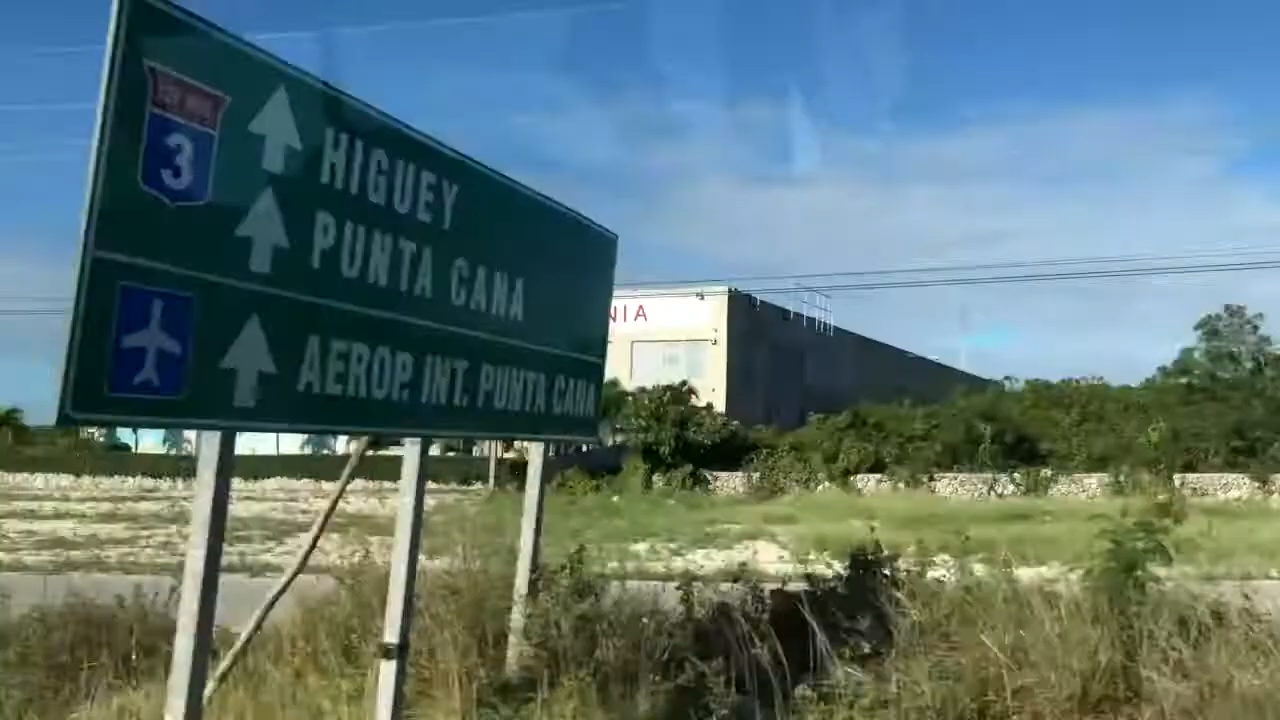 3
HIGUEY
PUNTA CANA
AEROP. INT. PUNTA CANA
NIA